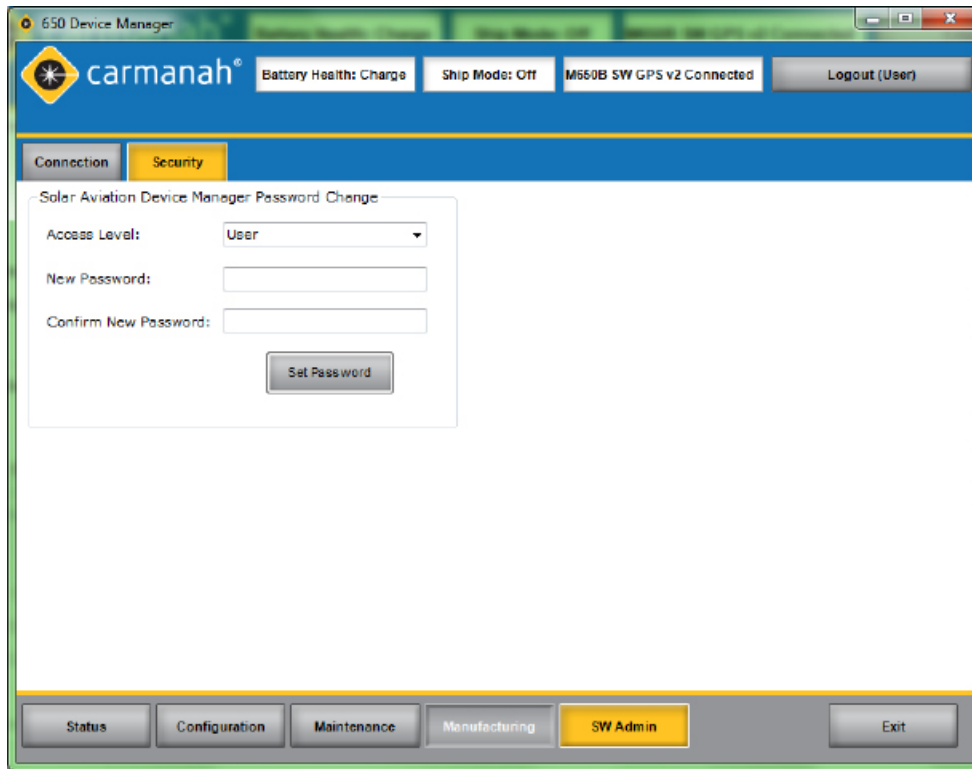 650 Device Manager
carmanah®
Battery Health: Charge
Ship Mode: Off
M650B SW GPS v2 Connected
Logout (User)
Connection
Security
Solar Aviation Device Manager Password Change
Access Level:
User
New Password:
Confirm New Password:
Set Password
Status
Configuration
Maintenance
Manufacturing
SW Admin
Exit